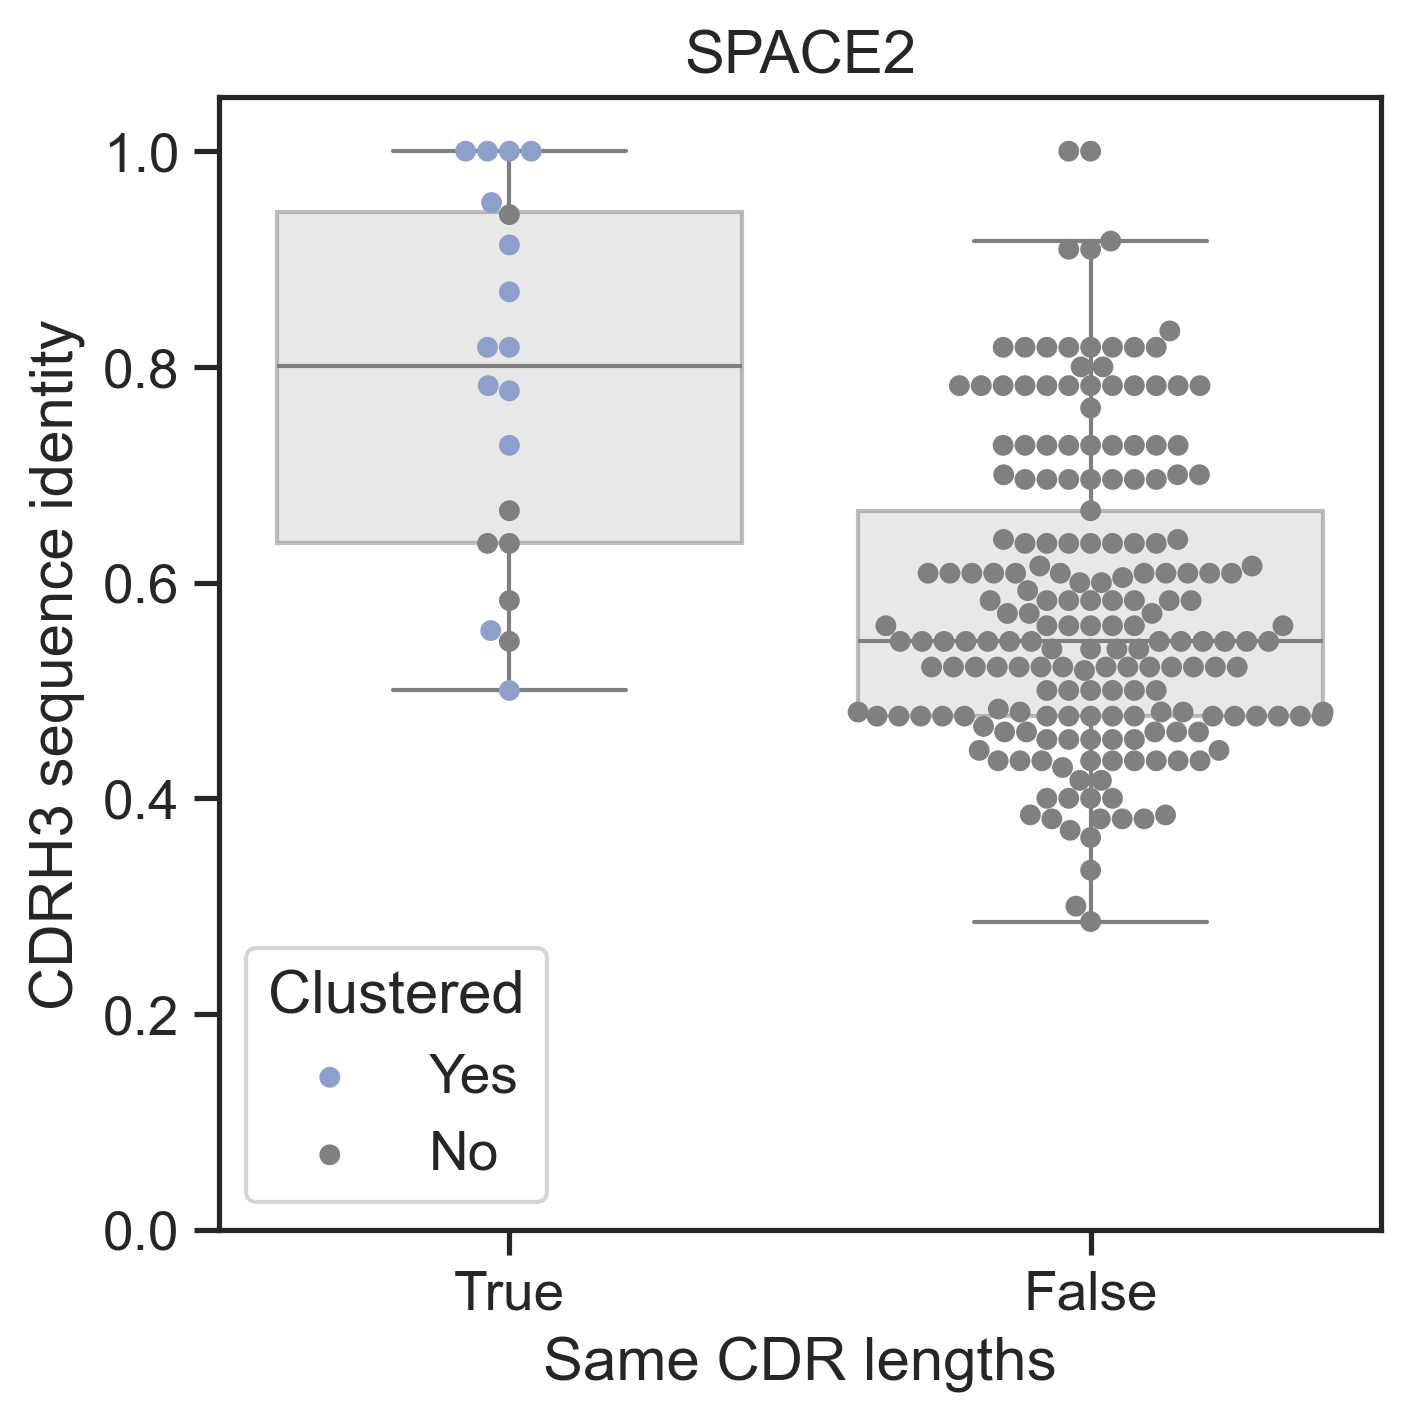 SPACE2
CDRH3 sequence identity
1.0
0.8
0.6
0.4
0.2
0.0
Clustered
Yes
No
True
False
Same CDR lengths